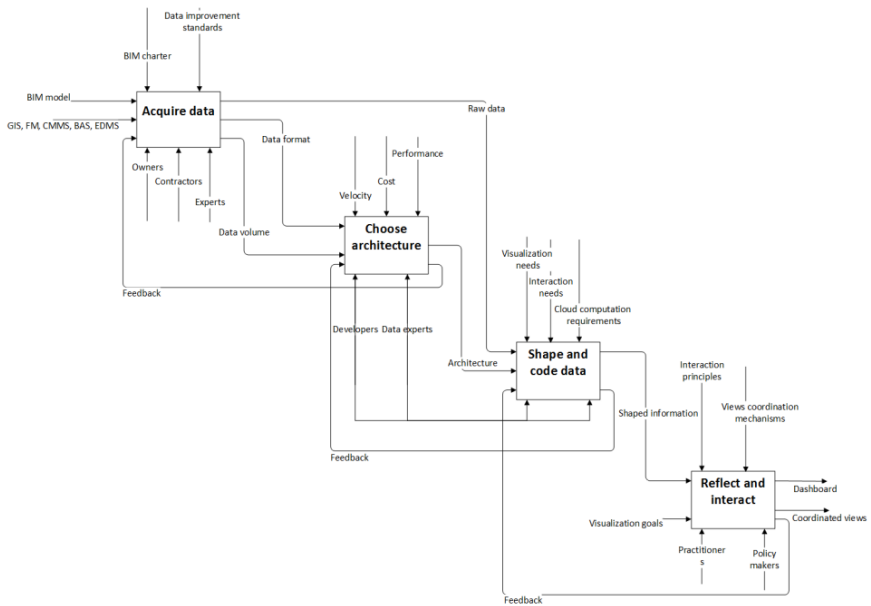 Data improvement
standards
BIM charter
BIM model
Acquire data
Raw data
GIS, FM, CMMS, BAS, EDMS
Data format
Performance
Owners
Contractors
Cost
Velocity
Experts
Data volume
Choose
architecture
Visualization
needs
Interaction
needs
Feedback
Cloud computation
requirements
Developers
Data experts
Architecture
Shape and
code data
Interaction
principles
Shaped information
Views coordination
mechanisms
Feedback
Reflect and
interact
Dashboard
Visualization goals
Coordinated views
Practitioner
s
Policy
makers
Feedback